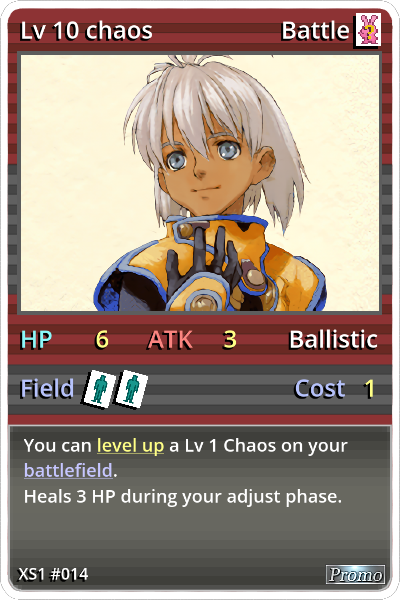 Lv 10 chaos Battle
HP 6 ATK 3 Ballistic
Field Cost 1
You can level up a Lv 1 Chaos on your
battlefield.
Heals 3 HP during your adjust phase.
XS1 #014 Promo